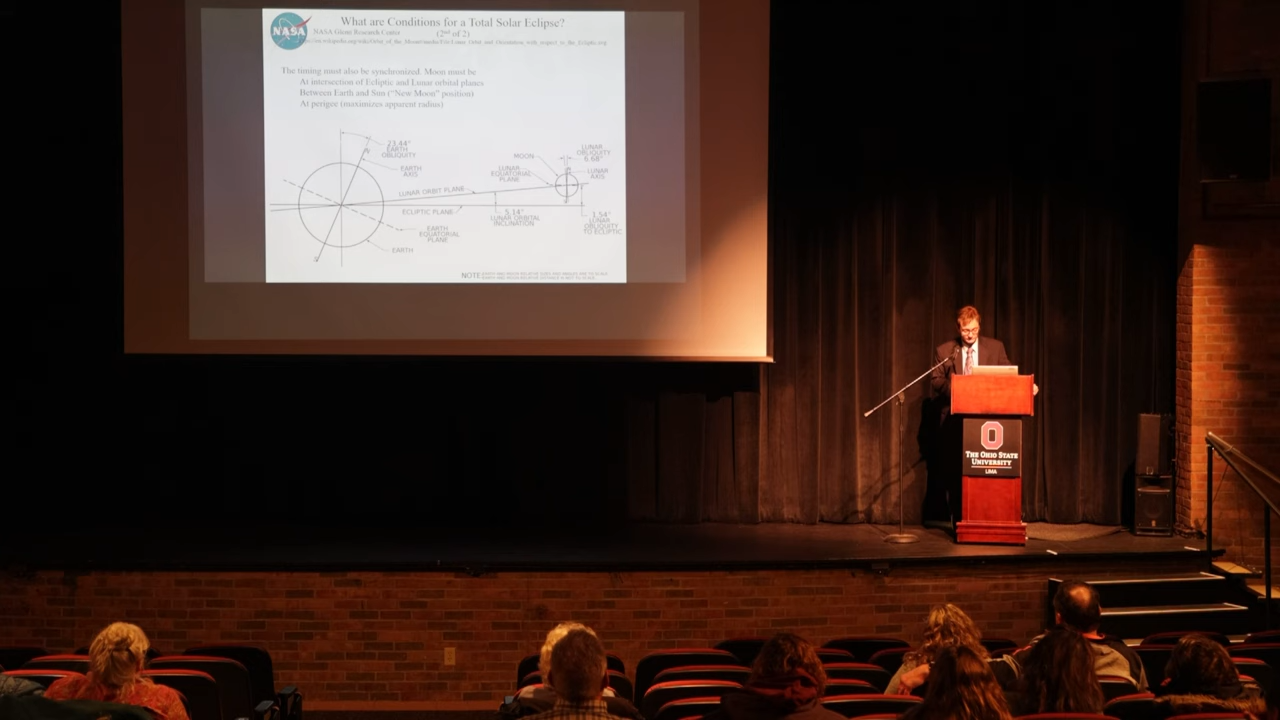 What are Conditions for a Total Solar Eclipse?
NASA
NASA Glenn Research Center
(2nd of 2)
The timing must also be synchronized. Moon must be
At intersection of Ecliptic and Lunar orbital planes
Between Earth and Sun ("New Moon" position)
At perigee (maximizes apparent radius)
23.44°
EARTH
OBLIQUITY
EARTH
AXIS
MOON
LUNAR
OBLIQUITY
6.68°
LUNAR
EQUATORIAL
PLANE
LUNAR
AXIS
LUNAR ORBIT PLANE
ECLIPTIC PLANE
5.14°
LUNAR ORBITAL
INCLINATION
1.54°
LUNAR
OBLIQUITY
TO ECLIPTIC
EARTH
EQUATORIAL
PLANE
EARTH
NOTE
THE OHIO STATE
UNIVERSITY
LIMA